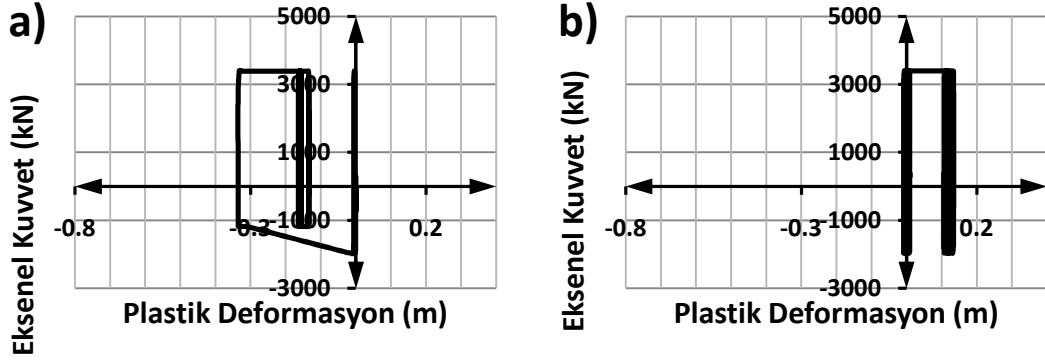 a)
5000
3000
1000
-1000
-3000
-0.8
-0.3
0.2
Eksenel Kuvvet (kN)
Plastik Deformasyon (m)
b)
5000
3000
1000
-1000
-3000
-0.8
-0.3
0.2
Eksenel Kuvvet (kN)
Plastik Deformasyon (m)